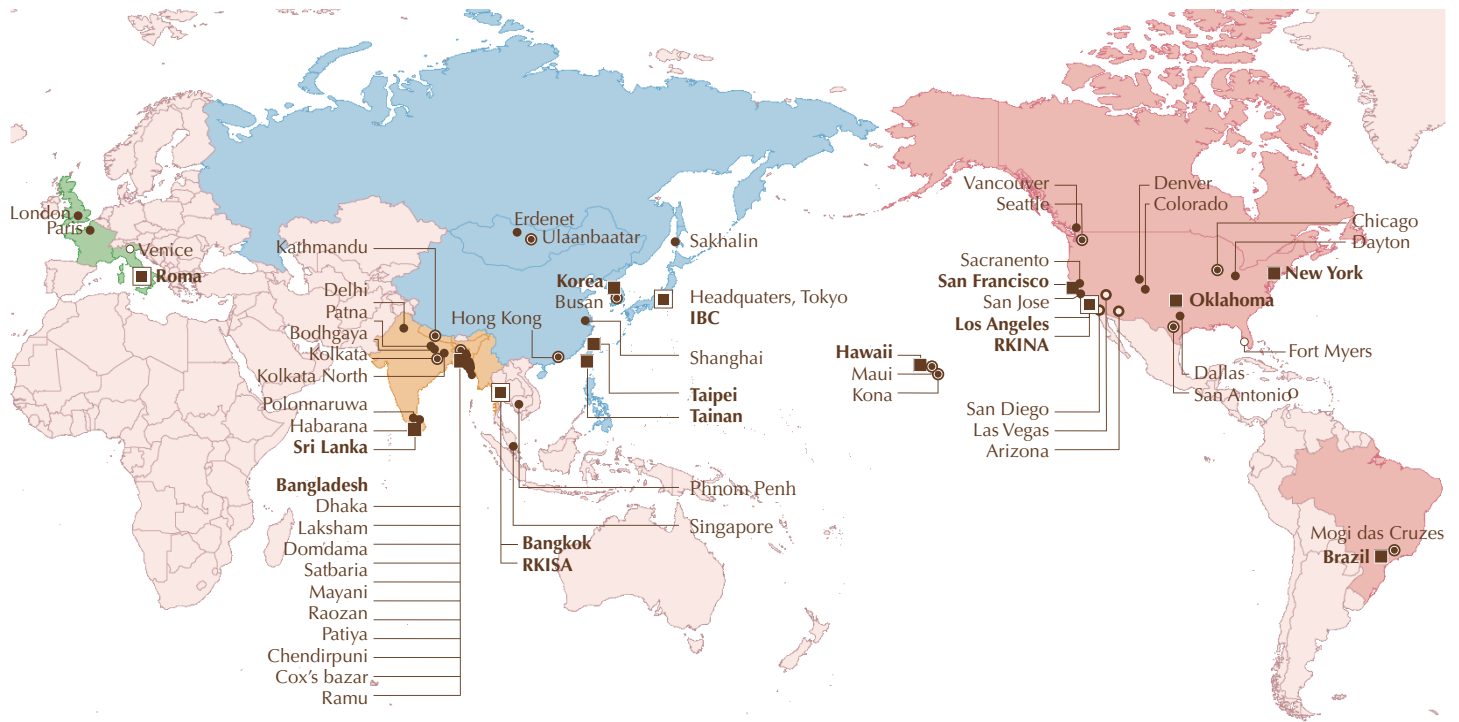 London
Paris
Venice
Roma
Kathmandu
Delhi
Patna
Bodhgaya
Kolkata
Kolkata North
Polonnaruwa
Habarana
Sri Lanka
Bangladesh
Dhaka
Laksham
Domdama
Satbaria
Mayani
Raozan
Patiya
Chendirpuni
Cox's bazar
Ramu
Erdenet
Ulaanbaatar
Sakhalin
Korea
Busan
Headquaters, Tokyo
IBC
Hong Kong
Shanghai
Taipei
Tainan
Phnom Penh
Singapore
Bangkok
RKISA
Hawaii
Maui
Kona
Vancouver
Seattle
Denver
Colorado
Chicago
Dayton
Sacranento
San Francisco
San Jose
Los Angeles
RKINA
New York
Oklahoma
Fort Myers
Dallas
San Antonio
San Diego
Las Vegas
Arizona
Mogi das Cruzes
Brazil